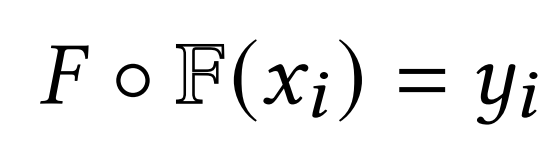 F ∘ 𝔽(xᵢ) = yᵢ